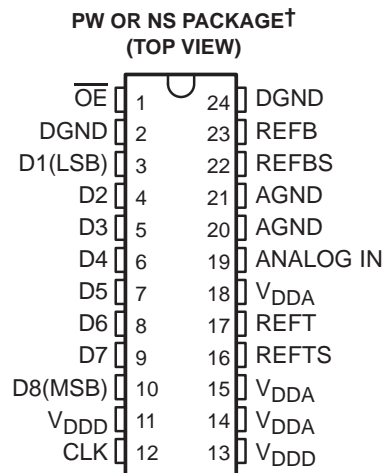 PW OR NS PACKAGE†
(TOP VIEW)
OE 1 24 DGND
DGND 2 23 REFB
D1(LSB) 3 22 REFBS
D2 4 21 AGND
D3 5 20 AGND
D4 6 19 ANALOG IN
D5 7 18 VDDA
D6 8 17 REFT
D7 9 16 REFTS
D8(MSB) 10 15 VDDA
VDDD 11 14 VDDA
CLK 12 13 VDDD